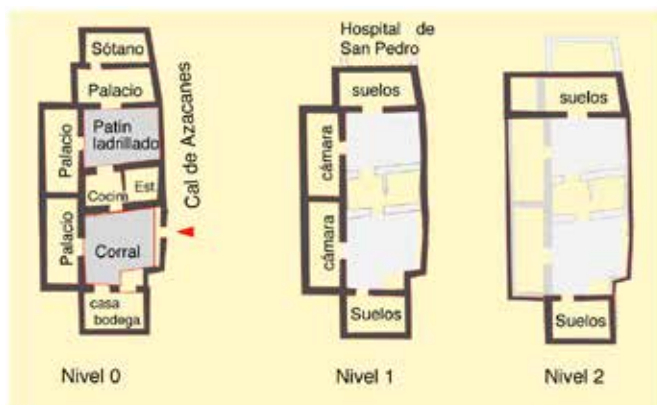 Sótano
Palacio
Patín
ladrillado
Palacio
Cocim
Est.
Palacio
Corral
casa
bodega
Cal de Azacanes
Nivel 0
Hospital de
San Pedro
suelos
cámara
cámara
Suelos
Nivel 1
suelos
Suelos
Nivel 2